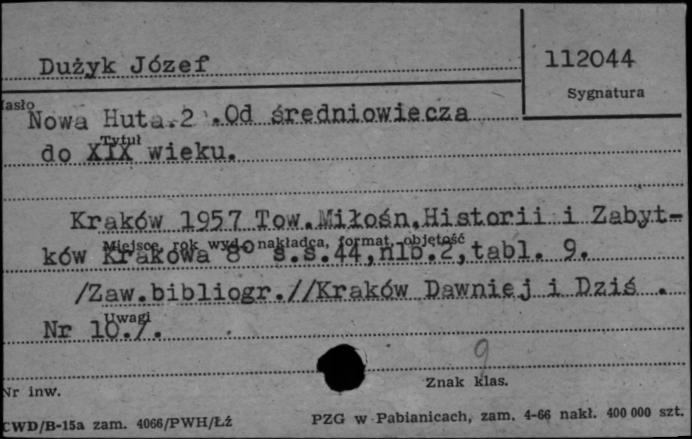 Dużyk Józef
112044
Sygnatura
Nowa Huta.2 .Od średniowiecza
Tytuł
do XIX wieku.
Kraków 1957 Tow.Miłośn.Historii i Zabyt-
Miejsce, rok wyd., nakładca, format, objętość
ków Krakowa 8° s.s.44,nlb.2,tabl. 9.
/Zaw.bibliogr.//Kraków Dawniej i Dziś .
Uwagi
Nr 10./.
9
Nr inw.
Znak klas.
CWD/B-15a zam. 4066/PWH/Łź
PZG w Pabianicach, zam. 4-66 nakł. 400 000 szt.